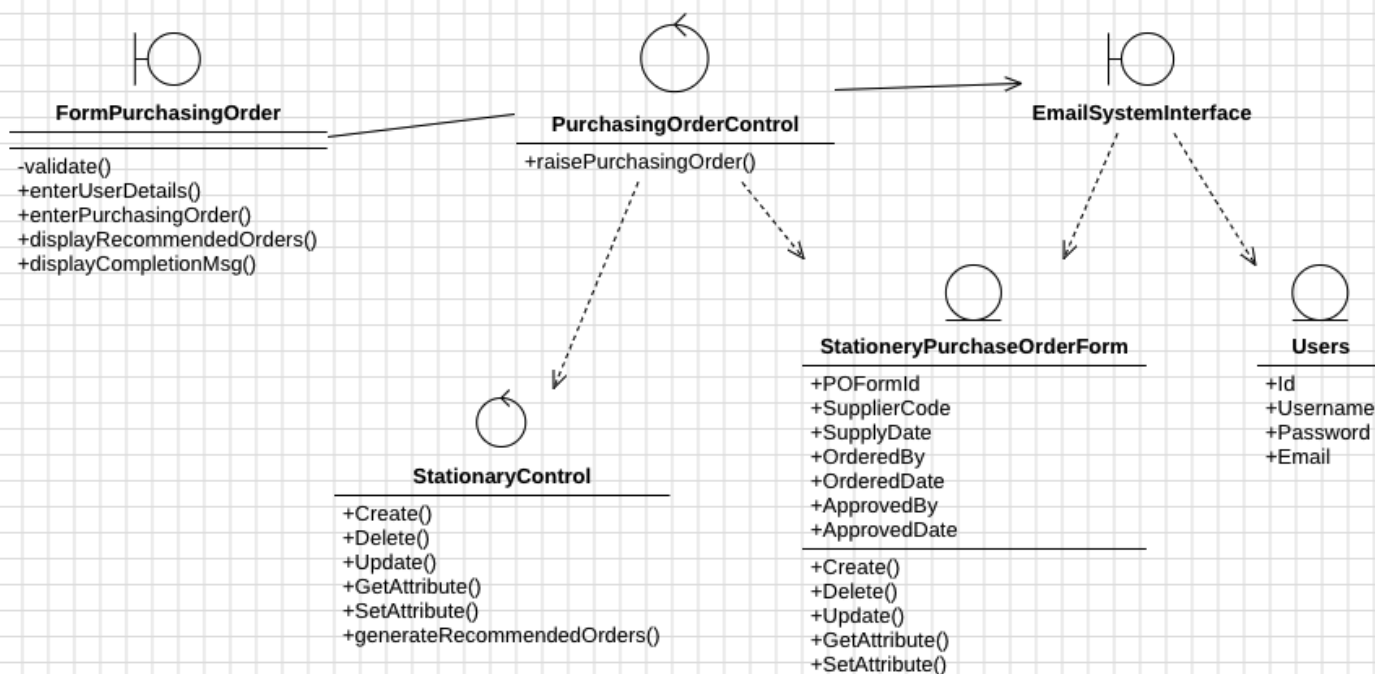 FormPurchasingOrder
-validate()
+enterUserDetails()
+enterPurchasingOrder()
+displayRecommendedOrders()
+displayCompletionMsg()
PurchasingOrderControl
+raisePurchasingOrder()
EmailSystemInterface
StationaryControl
+Create()
+Delete()
+Update()
+GetAttribute()
+SetAttribute()
+generateRecommendedOrders()
StationeryPurchaseOrderForm
+POFormId
+SupplierCode
+SupplyDate
+OrderedBy
+OrderedDate
+ApprovedBy
+ApprovedDate
+Create()
+Delete()
+Update()
+GetAttribute()
+SetAttribute()
Users
+Id
+Username
+Password
+Email